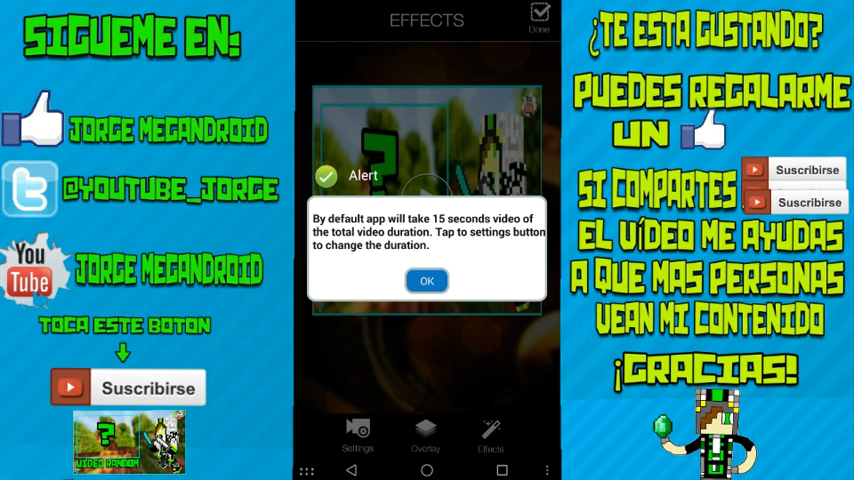 SIGUEME EN:
JORGE MEGANDROID
@YOUTUBE_JORGE
You
Tube
JORGE MEGANDROID
TOCA ESTE BOTON
Suscribirse
?
VIDEO RANDOM
EFFECTS
Done
?
Alert
By default app will take 15 seconds video of
the total video duration. Tap to settings button
to change the duration.
OK
Settings
Overlay
Effects
¿TE ESTA GUSTANDO?
PUEDES REGALARME
UN
SI COMPARTES
Suscribirse
Suscribirse
EL VÍDEO ME AYUDAS
A QUE MAS PERSONAS
VEAN MI CONTENIDO
¡GRACIAS!